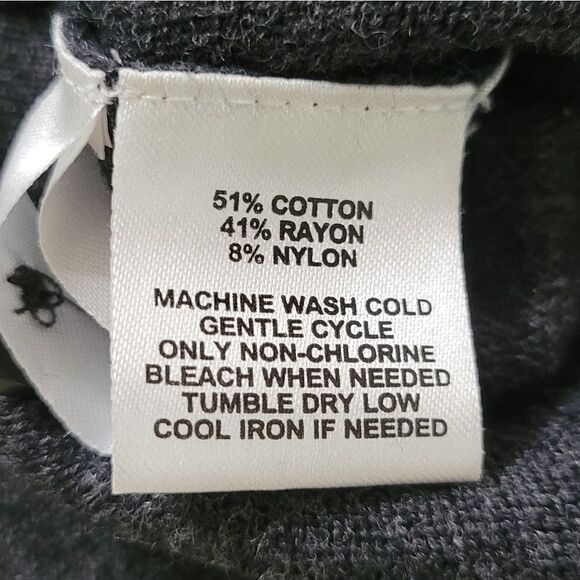 51% COTTON
41% RAYON
8% NYLON
MACHINE WASH COLD
GENTLE CYCLE
ONLY NON-CHLORINE
BLEACH WHEN NEEDED
TUMBLE DRY LOW
COOL IRON IF NEEDED